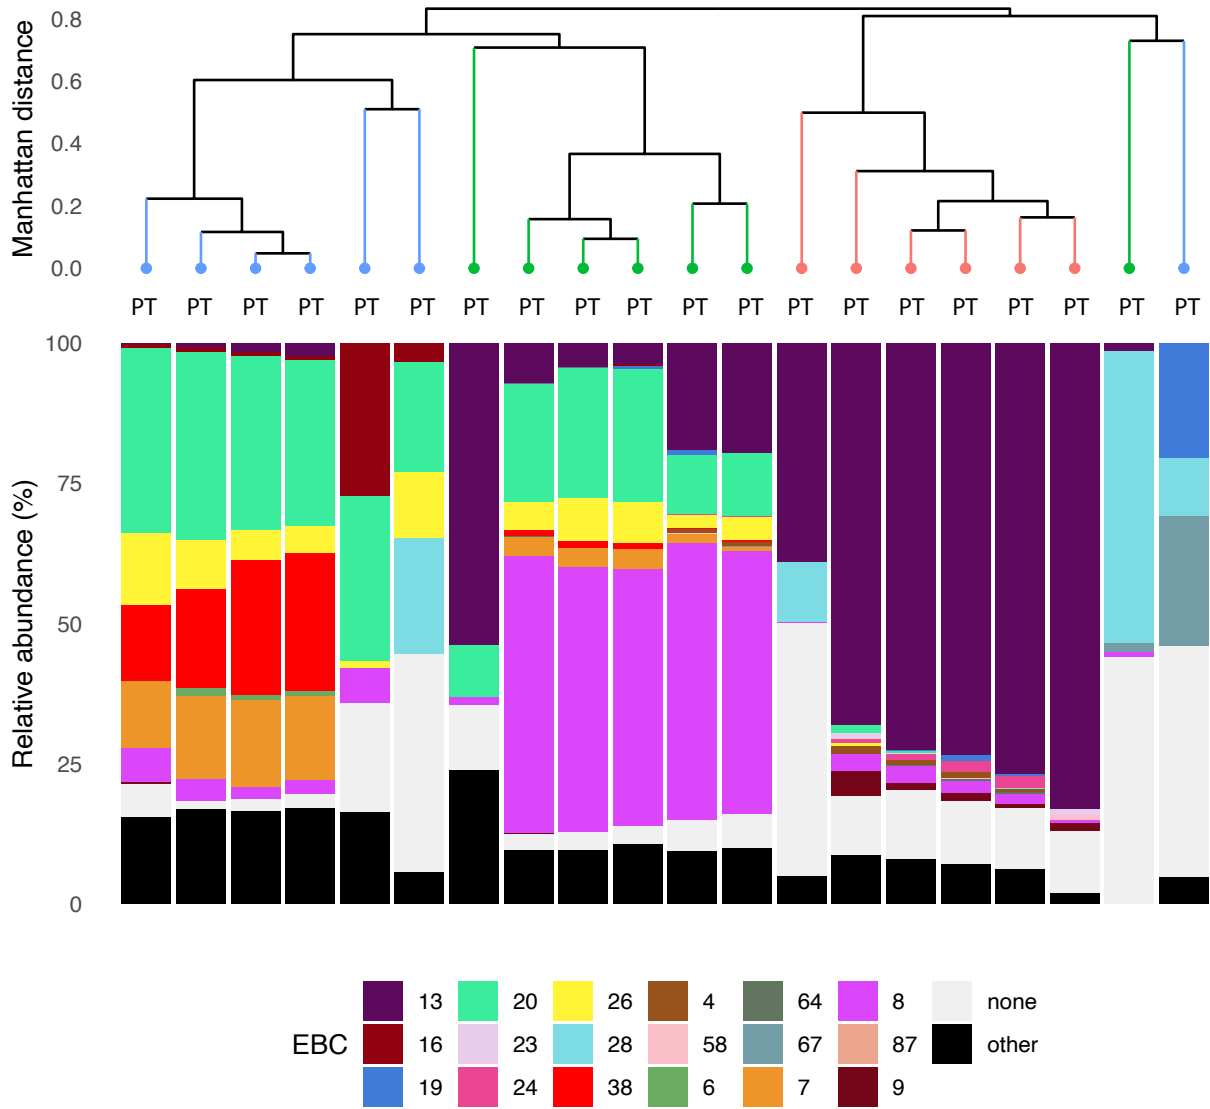 Manhattan distance
0.8
0.6
0.4
0.2
0.0
PT PT PT PT PT PT PT PT PT PT PT PT PT PT PT PT PT PT PT PT
Relative abundance (%)
100
75
50
25
0
EBC
13 20 26 4 64 8 none
16 23 28 58 67 87 other
19 24 38 6 7 9